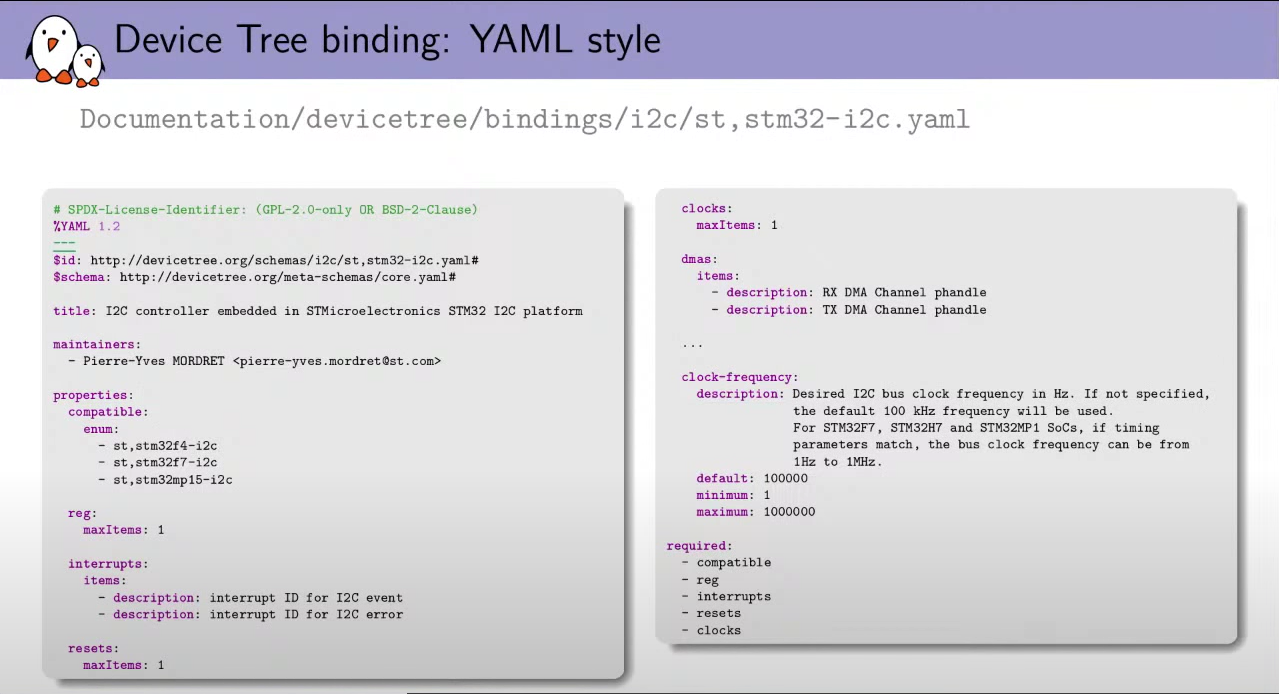 Device Tree binding: YAML style
Documentation/devicetree/bindings/i2c/st,stm32-i2c.yaml
# SPDX-License-Identifier: (GPL-2.0-only OR BSD-2-Clause)
%YAML 1.2
---
$id: http://devicetree.org/schemas/i2c/st,stm32-i2c.yaml#
$schema: http://devicetree.org/meta-schemas/core.yaml#
title: I2C controller embedded in STMicroelectronics STM32 I2C platform
maintainers:
- Pierre-Yves MORDRET <pierre-yves.mordret@st.com>
properties:
compatible:
enum:
- st,stm32f4-i2c
- st,stm32f7-i2c
- st,stm32mp15-i2c
reg:
maxItems: 1
interrupts:
items:
- description: interrupt ID for I2C event
- description: interrupt ID for I2C error
resets:
maxItems: 1
clocks:
maxItems: 1
dmas:
items:
- description: RX DMA Channel phandle
- description: TX DMA Channel phandle
...
clock-frequency:
description: Desired I2C bus clock frequency in Hz. If not specified,
the default 100 kHz frequency will be used.
For STM32F7, STM32H7 and STM32MP1 SoCs, if timing
parameters match, the bus clock frequency can be from
1Hz to 1MHz.
default: 100000
minimum: 1
maximum: 1000000
required:
- compatible
- reg
- interrupts
- resets
- clocks